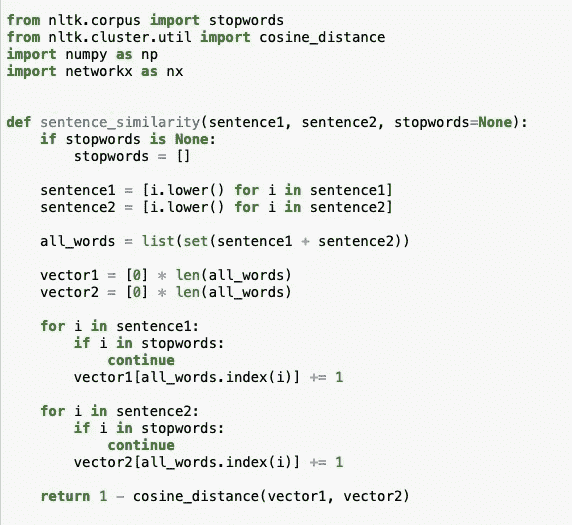 from nltk.corpus import stopwords
from nltk.cluster.util import cosine_distance
import numpy as np
import networkx as nx
def sentence_similarity(sentence1, sentence2, stopwords=None):
    if stopwords is None:
        stopwords = []
    sentence1 = [i.lower() for i in sentence1]
    sentence2 = [i.lower() for i in sentence2]
    all_words = list(set(sentence1 + sentence2))
    vector1 = [0] * len(all_words)
    vector2 = [0] * len(all_words)
    for i in sentence1:
        if i in stopwords:
            continue
        vector1[all_words.index(i)] += 1
    for i in sentence2:
        if i in stopwords:
            continue
        vector2[all_words.index(i)] += 1
    return 1 - cosine_distance(vector1, vector2)